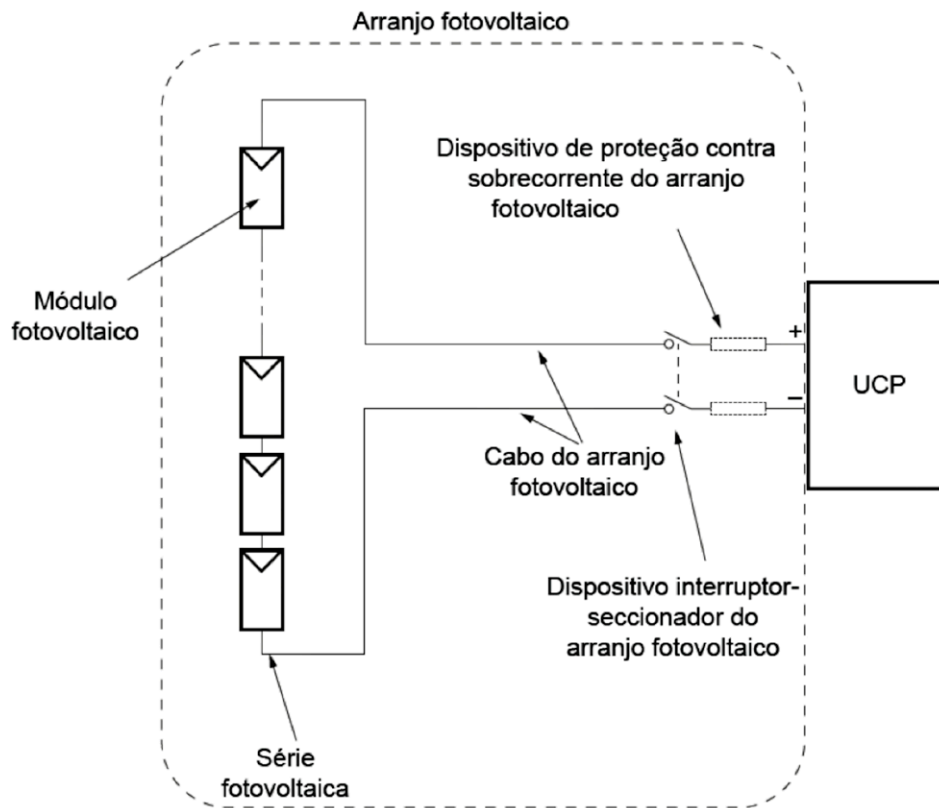 Arranjo fotovoltaico
Dispositivo de proteção contra
sobrecorrente do arranjo
fotovoltaico
Módulo
fotovoltaico
+
UCP
−
Cabo do arranjo
fotovoltaico
Dispositivo interruptor-
seccionador do
arranjo fotovoltaico
Série
fotovoltaica